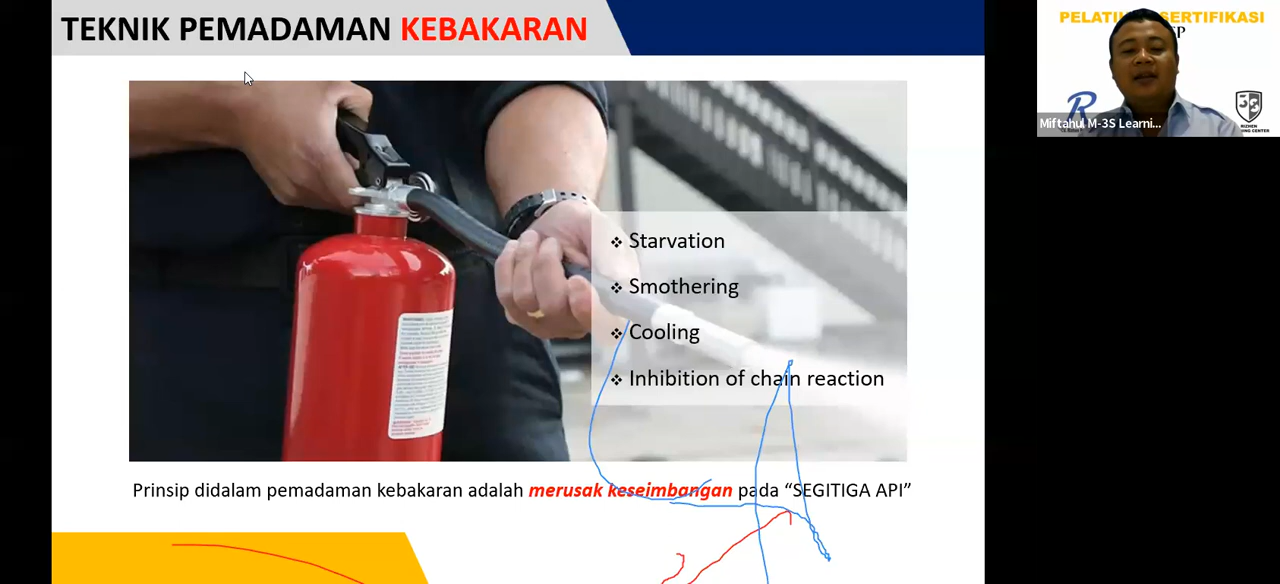 TEKNIK PEMADAMAN KEBAKARAN
PELATI SERTIFIKASI
Miftahul M-3S Learni...
Starvation
Smothering
Cooling
Inhibition of chain reaction
Prinsip didalam pemadaman kebakaran adalah merusak keseimbangan pada “SEGITIGA API”